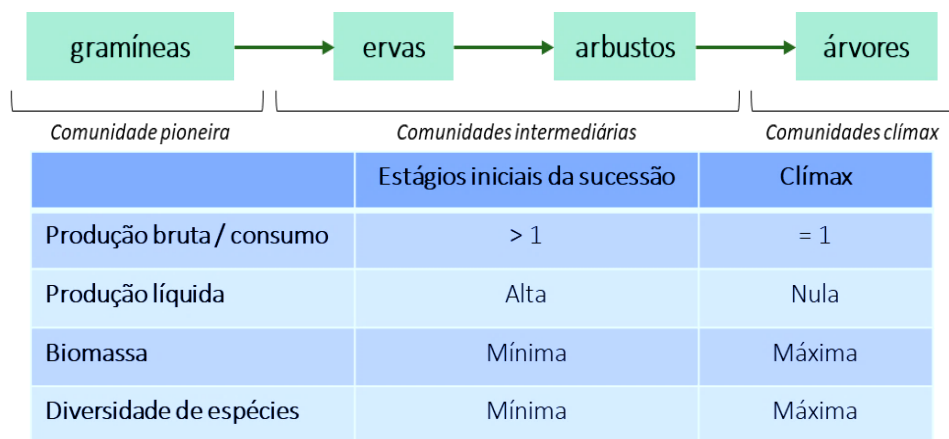 gramíneas ervas arbustos árvores
Comunidade pioneira Comunidades intermediárias Comunidades clímax
Estágios iniciais da sucessão Clímax
Produção bruta / consumo > 1 = 1
Produção líquida Alta Nula
Biomassa Mínima Máxima
Diversidade de espécies Mínima Máxima